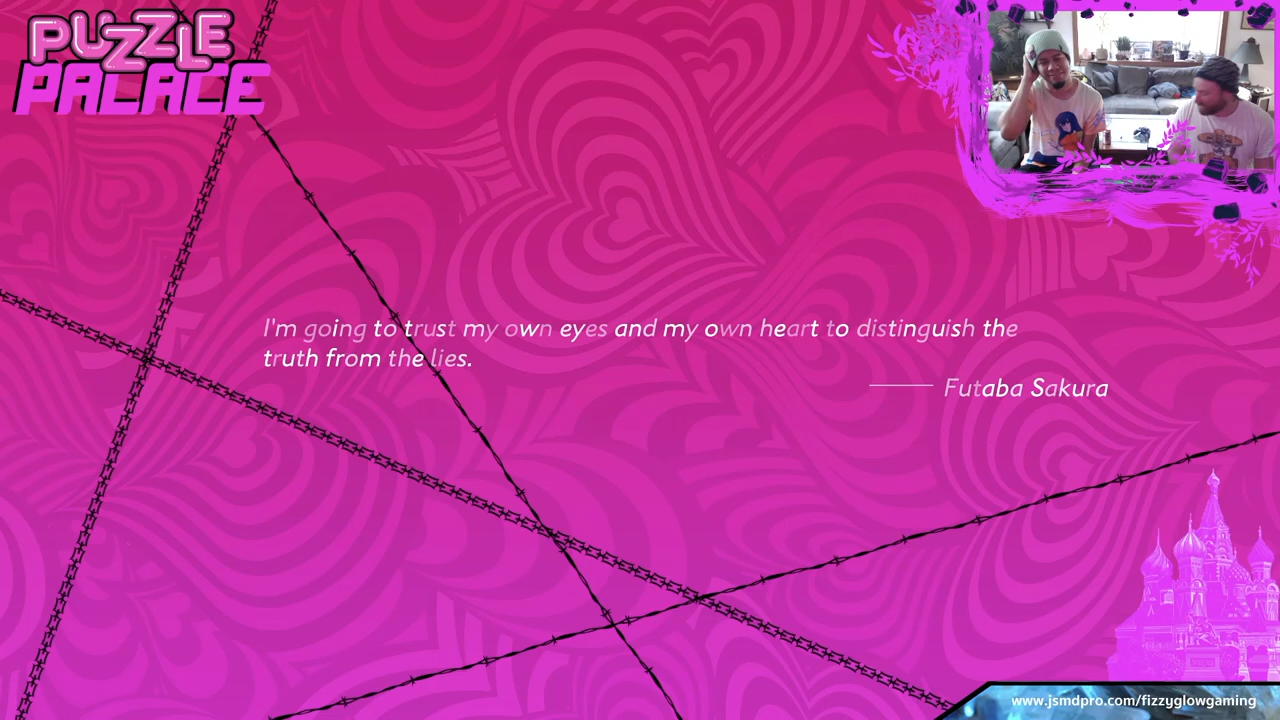 PUZZLE
PALACE
I'm going to trust my own eyes and my own heart to distinguish the
truth from the lies.
—— Futaba Sakura
www.jsmdpro.com/fizzyglowgaming